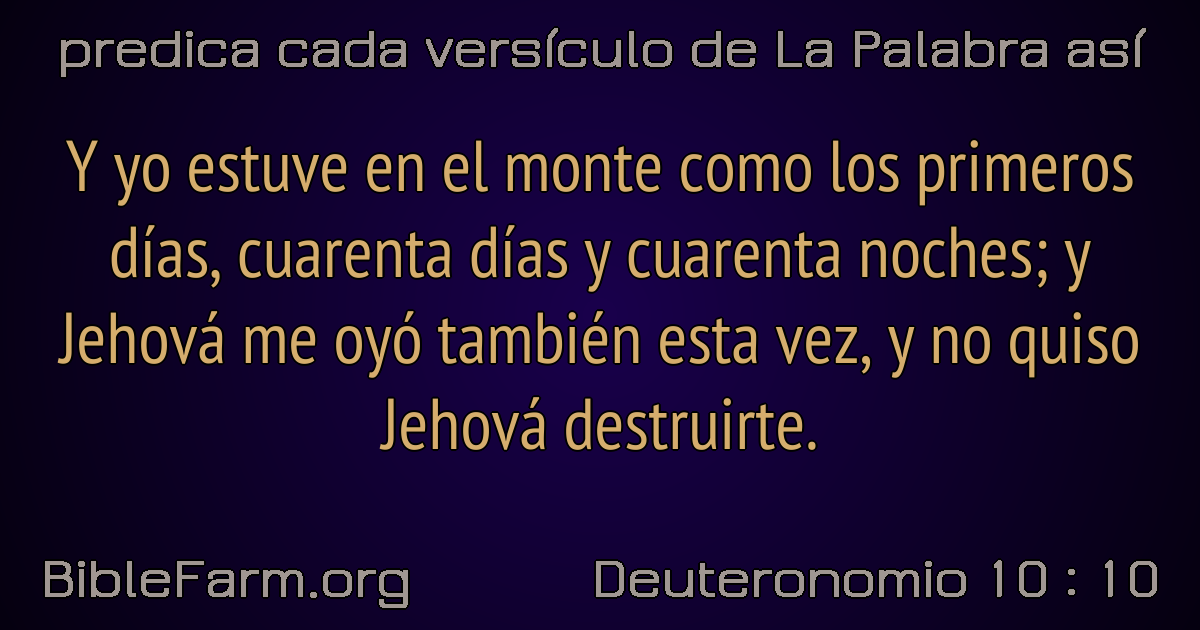 predica cada versículo de La Palabra así
Y yo estuve en el monte como los primeros
días, cuarenta días y cuarenta noches; y
Jehová me oyó también esta vez, y no quiso
Jehová destruirte.
BibleFarm.org
Deuteronomio 10 : 10